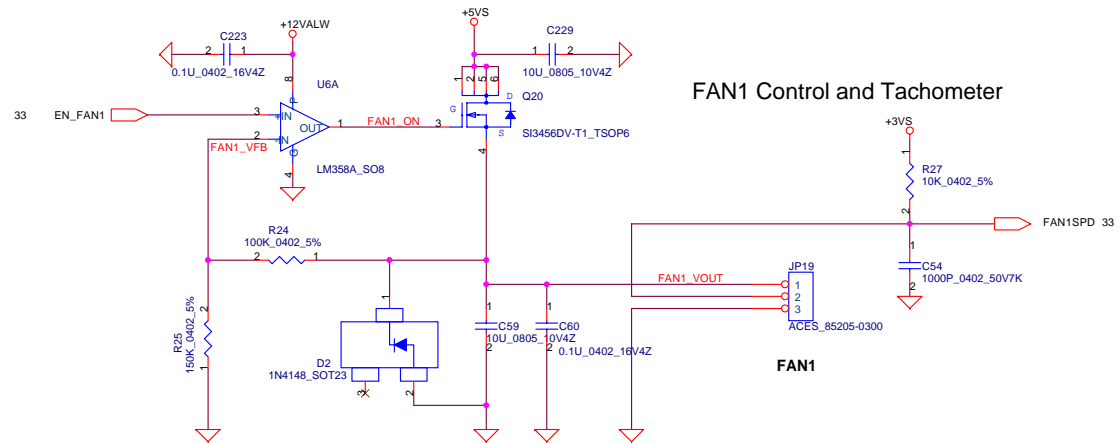 +12VALW
+5VS
C223
2
1
0.1U_0402_16V4Z
C229
1
2
10U_0805_10V4Z
8
U6A
1
2
5
6
Q20
FAN1 Control and Tachometer
33
EN_FAN1
3
+IN
P
OUT
1
FAN1_ON
3
G
D
S
SI3456DV-T1_TSOP6
2
-IN
FAN1_VFB
G
4
4
LM358A_SO8
+3VS
1
R27
10K_0402_5%
2
FAN1SPD
33
R24
100K_0402_5%
2
1
1
C54
1000P_0402_50V7K
2
FAN1_VOUT
JP19
1
2
3
ACES_85205-0300
FAN1
2
R25
150K_0402_5%
1
1
D2
1N4148_SOT23
3
2
1
C59
10U_0805_10V4Z
2
1
C60
2
0.1U_0402_16V4Z